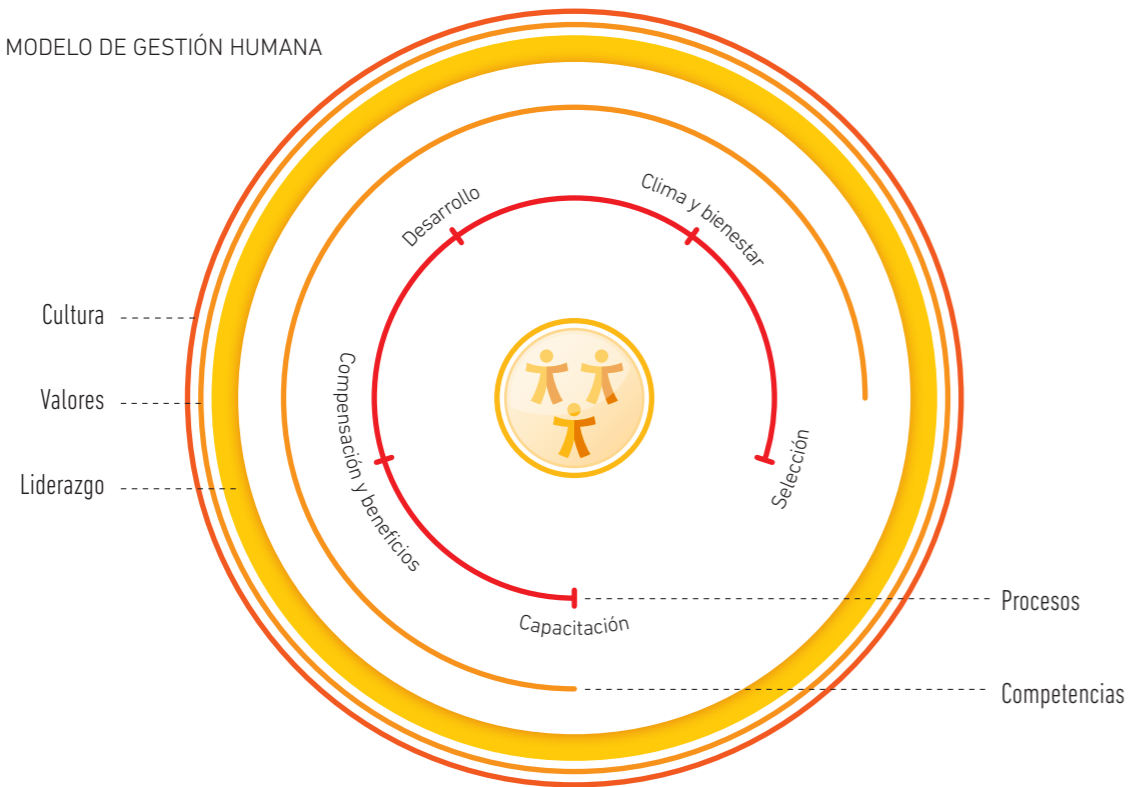 MODELO DE GESTIÓN HUMANA
Desarrollo
Clima y bienestar
Cultura
Valores
Liderazgo
Compensación y beneficios
Selección
Capacitación
Procesos
Competencias